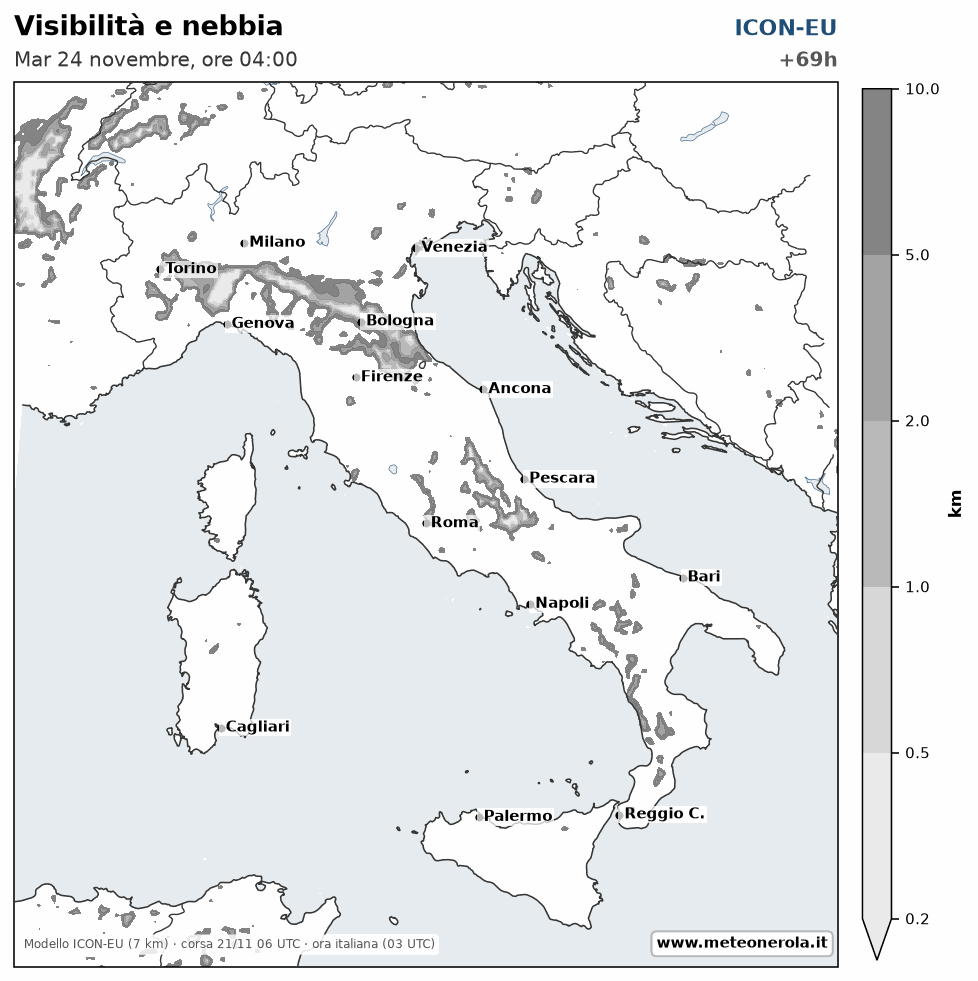 Visibilità e nebbia
ICON-EU
Mar 24 novembre, ore 04:00
+69h
10.0
5.0
2.0
1.0
0.5
0.2
km
Milano
Venezia
Torino
Genova
Bologna
Firenze
Ancona
Pescara
Roma
Bari
Napoli
Cagliari
Palermo
Reggio C.
Modello ICON-EU (7 km) · corsa 21/11 06 UTC · ora italiana (03 UTC)
www.meteonerola.it